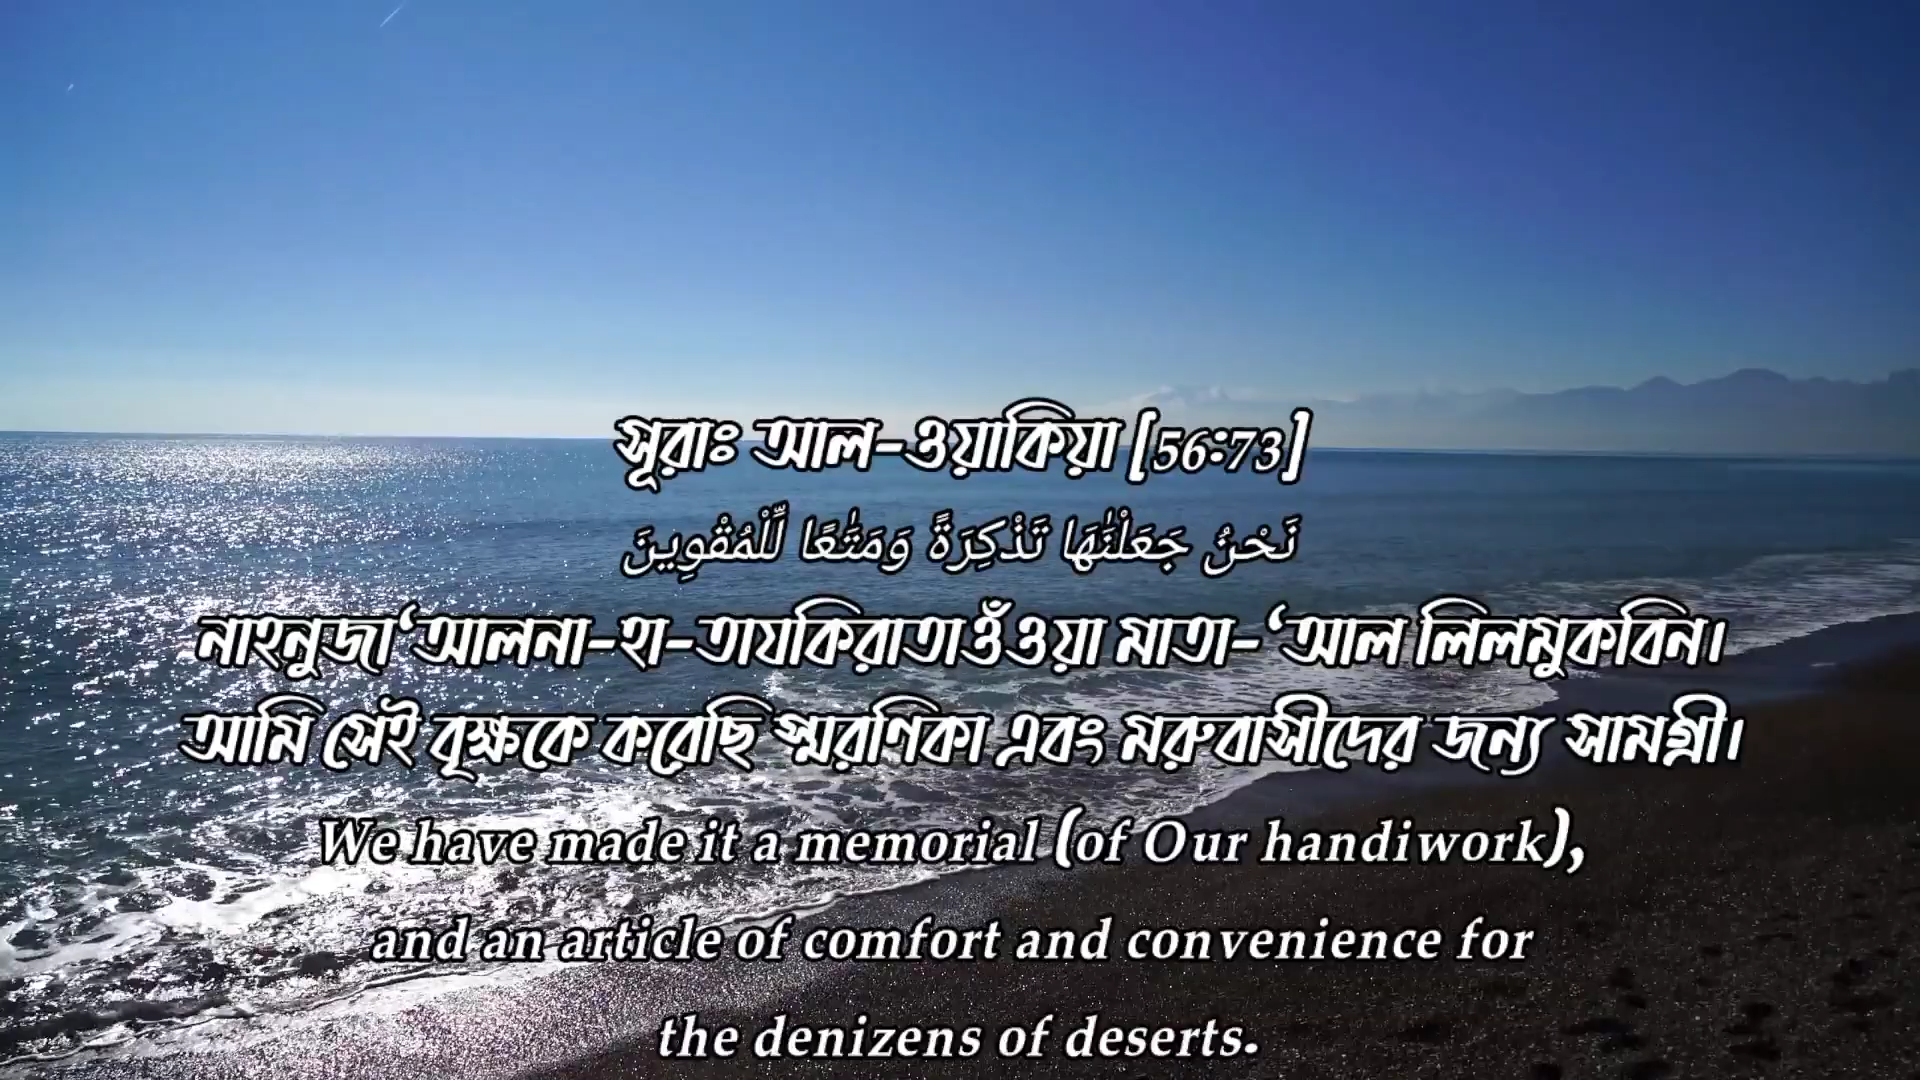 সূরাঃ আল-ওয়াকিয়া [56:73]
نَحْنُ جَعَلْنَٰهَا تَذْكِرَةً وَمَتَٰعًا لِّلْمُقْوِينَ
নাহনুজা‘আলনা-হা-তাযকিরাতাওঁওয়া মাতা-‘আল লিলমুকবিন।
আমি সেই বৃক্ষকে করেছি স্মরণিকা এবং মরুবাসীদের জন্য সামগ্রী।
We have made it a memorial (of Our handiwork),
and an article of comfort and convenience for
the denizens of deserts.